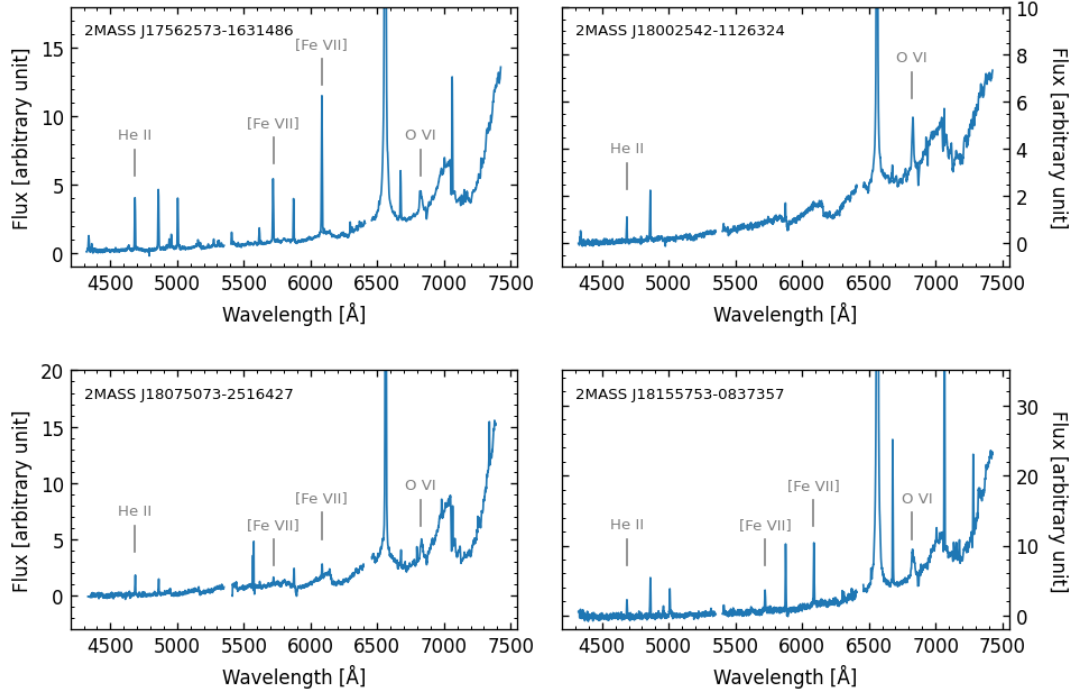 2MASS J17562573-1631486
[Fe VII]
[Fe VII]
He II
O VI
Flux [arbitrary unit]
15
10
5
0
4500 5000 5500 6000 6500 7000 7500
Wavelength [Å]
2MASS J18002542-1126324
O VI
He II
Flux [arbitrary unit]
10
8
6
4
2
0
4500 5000 5500 6000 6500 7000 7500
Wavelength [Å]
2MASS J18075073-2516427
He II
[Fe VII]
[Fe VII]
O VI
Flux [arbitrary unit]
20
15
10
5
0
4500 5000 5500 6000 6500 7000 7500
Wavelength [Å]
2MASS J18155753-0837357
He II
[Fe VII]
[Fe VII]
O VI
Flux [arbitrary unit]
30
20
10
0
4500 5000 5500 6000 6500 7000 7500
Wavelength [Å]